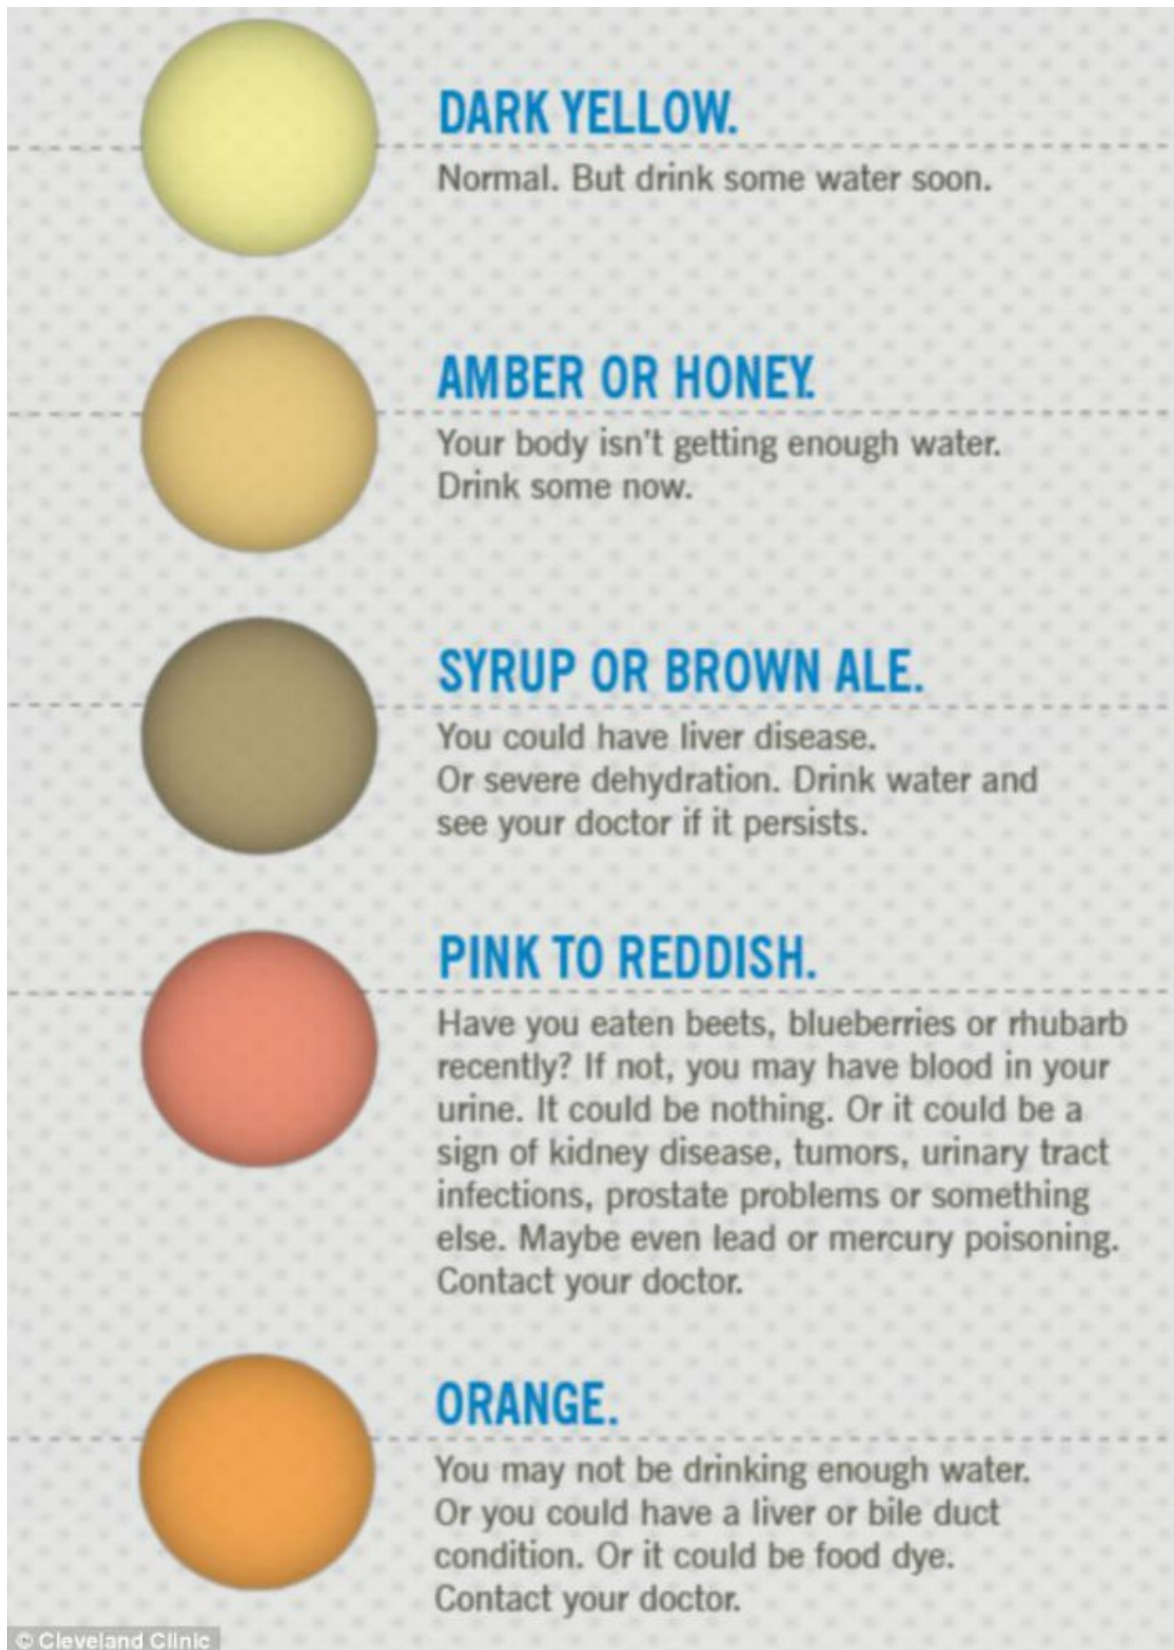 DARK YELLOW.
Normal. But drink some water soon.
AMBER OR HONEY.
Your body isn't getting enough water.
Drink some now.
SYRUP OR BROWN ALE.
You could have liver disease.
Or severe dehydration. Drink water and
see your doctor if it persists.
PINK TO REDDISH.
Have you eaten beets, blueberries or rhubarb
recently? If not, you may have blood in your
urine. It could be nothing. Or it could be a
sign of kidney disease, tumors, urinary tract
infections, prostate problems or something
else. Maybe even lead or mercury poisoning.
Contact your doctor.
ORANGE.
You may not be drinking enough water.
Or you could have a liver or bile duct
condition. Or it could be food dye.
Contact your doctor.
© Cleveland Clinic